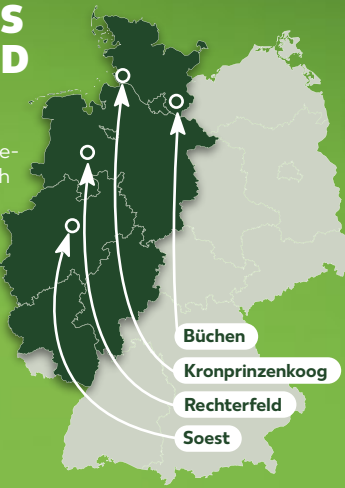 S
D
e-
h
Büchen
Kronprinzenkoog
Rechterfeld
Soest